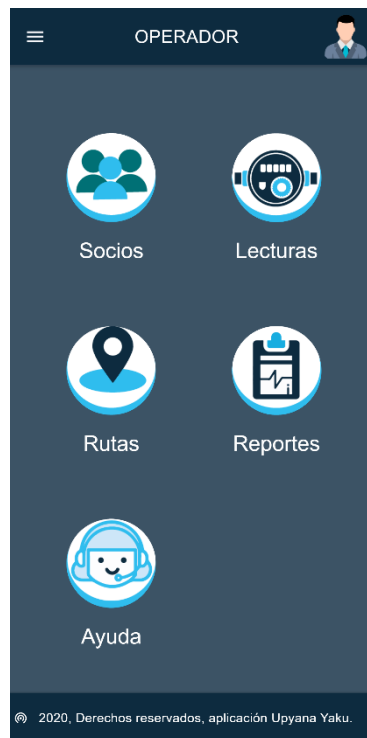 OPERADOR
Socios
Lecturas
Rutas
Reportes
Ayuda
2020, Derechos reservados, aplicación Upyana Yaku.